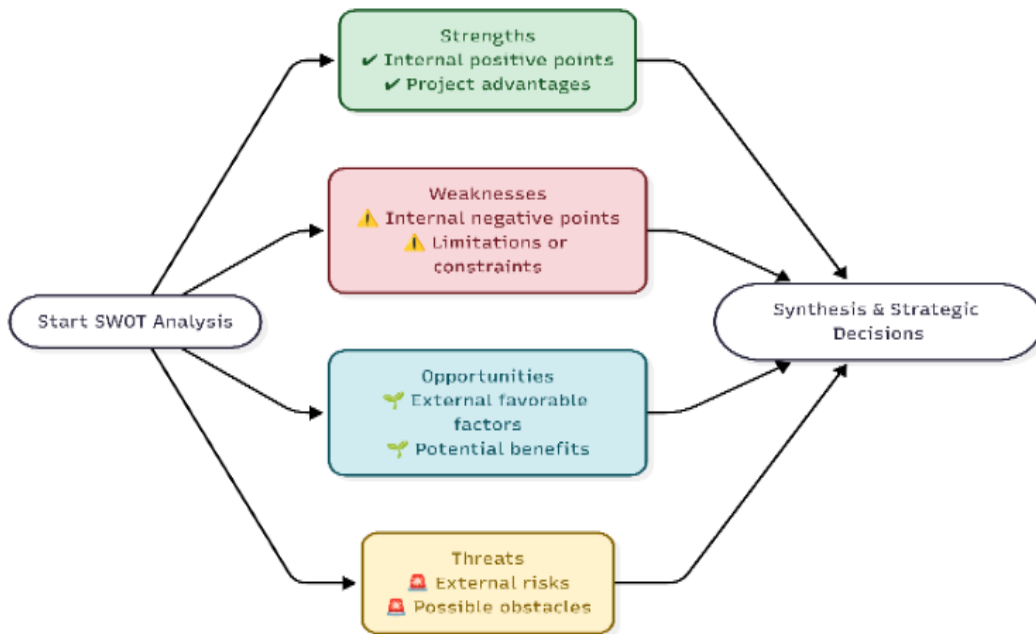 Strengths
✔ Internal positive points
✔ Project advantages
Weaknesses
⚠️ Internal negative points
⚠️ Limitations or
constraints
Start SWOT Analysis
Synthesis & Strategic
Decisions
Opportunities
🌱 External favorable
factors
🌱 Potential benefits
Threats
🚨 External risks
🚨 Possible obstacles